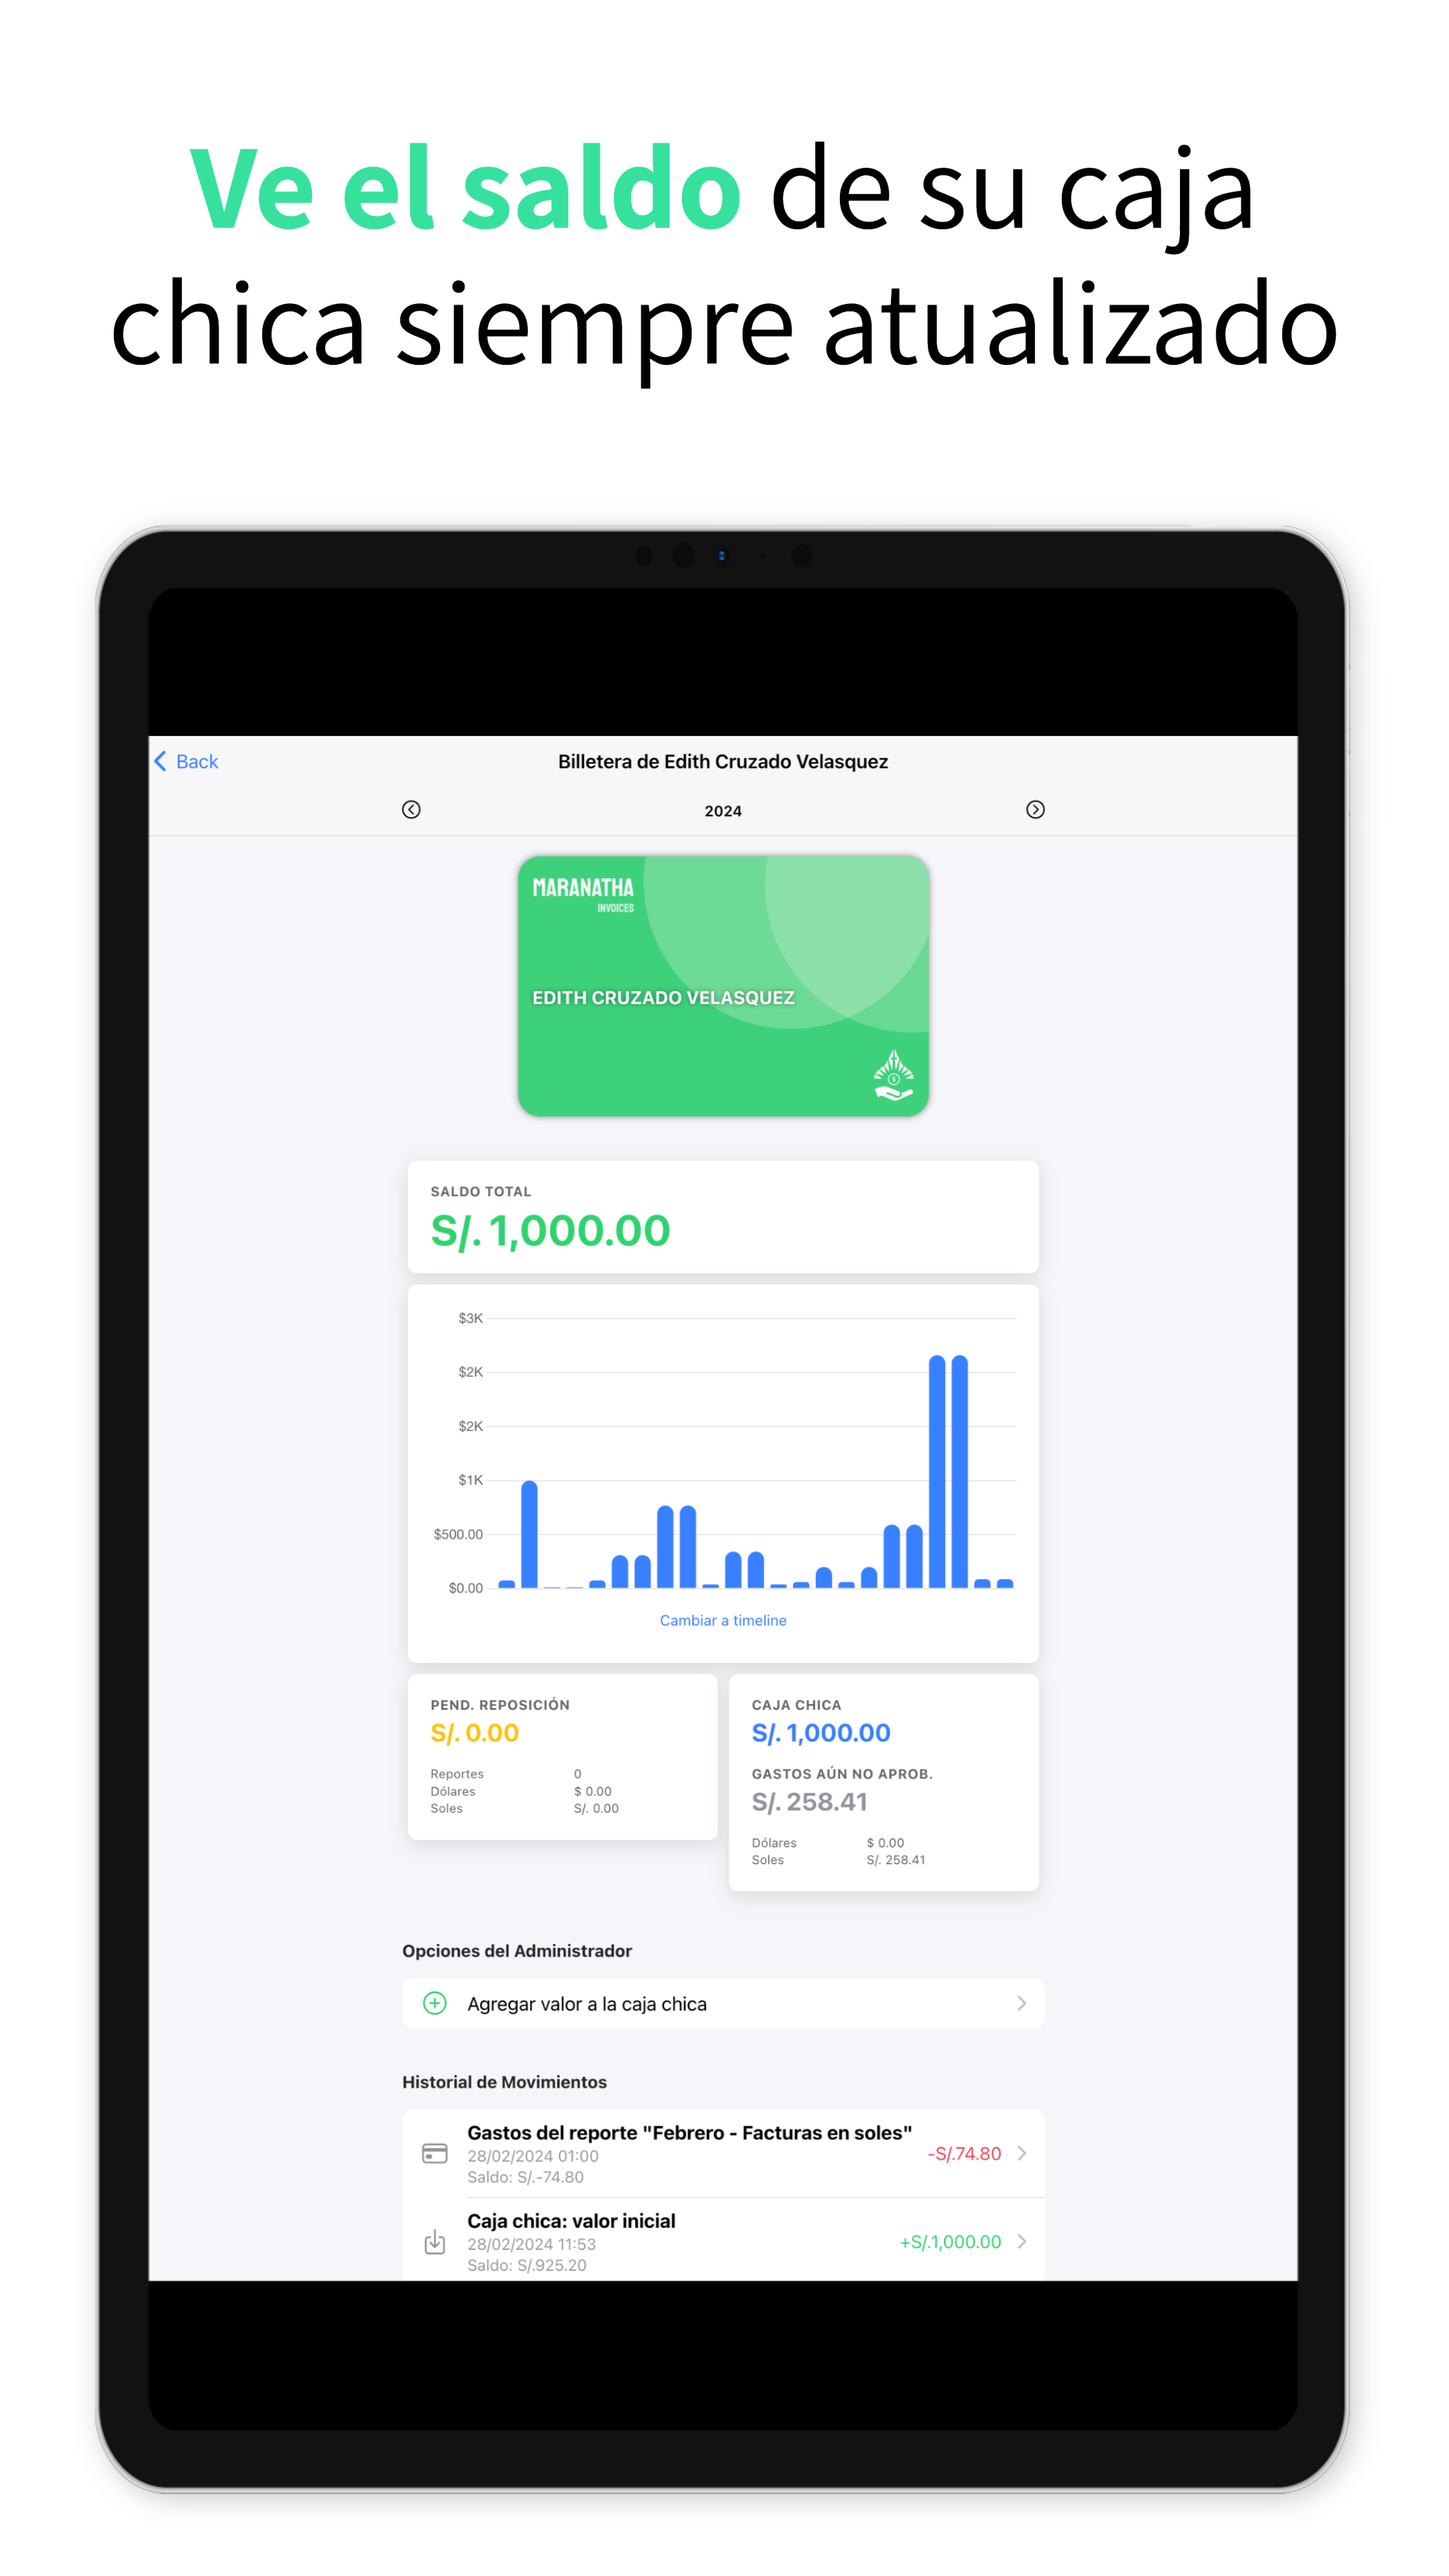 Ve el saldo de su caja
chica siempre atualizado
Back
Billetera de Edith Cruzado Velasquez
2024
MARANATHA
INVOICES
EDITH CRUZADO VELASQUEZ
SALDO TOTAL
S/. 1,000.00
$3K
$2K
$2K
$1K
$500.00
$0.00
Cambiar a timeline
PEND. REPOSICIÓN
S/. 0.00
Reportes 0
Dólares $ 0.00
Soles S/. 0.00
CAJA CHICA
S/. 1,000.00
GASTOS AÚN NO APROB.
S/. 258.41
Dólares $ 0.00
Soles S/. 258.41
Opciones del Administrador
Agregar valor a la caja chica
Historial de Movimientos
Gastos del reporte "Febrero - Facturas en soles"
28/02/2024 01:00
Saldo: S/.-74.80
-S/.74.80
Caja chica: valor inicial
28/02/2024 11:53
Saldo: S/.925.20
+S/.1,000.00